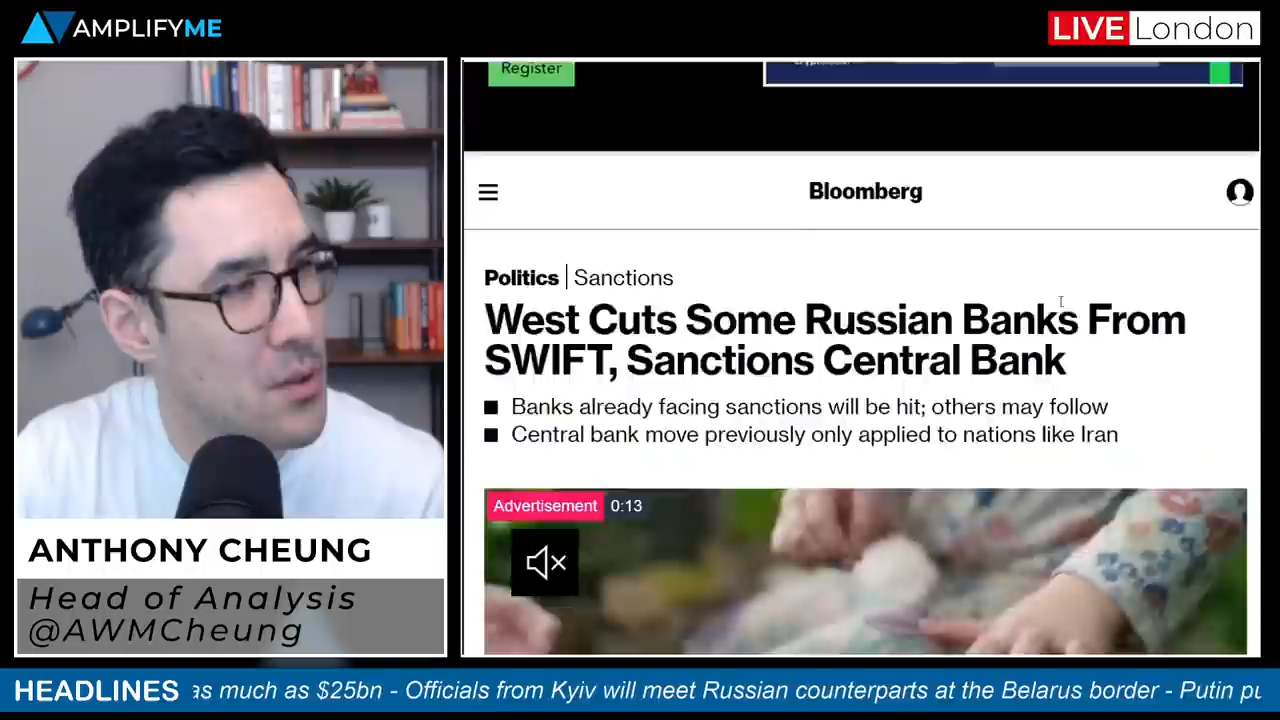 AMPLIFYME
LIVE London
Register
Bloomberg
Politics | Sanctions
West Cuts Some Russian Banks From
SWIFT, Sanctions Central Bank
Banks already facing sanctions will be hit; others may follow
Central bank move previously only applied to nations like Iran
Advertisement 0:13
ANTHONY CHEUNG
Head of Analysis
@AWMCheung
HEADLINES as much as $25bn - Officials from Kyiv will meet Russian counterparts at the Belarus border - Putin pu